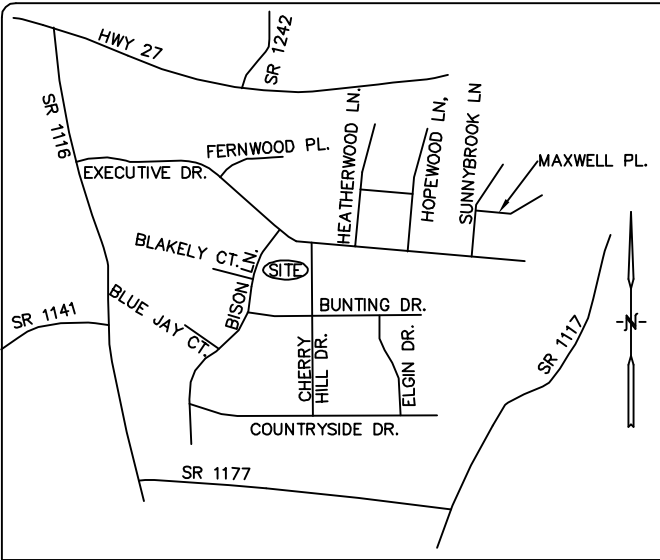 HWY 27
SR 1242
SR 1116
FERNWOOD PL.
EXECUTIVE DR.
HEATHERWOOD LN.
HOPEWOOD LN,
SUNNYBROOK LN
MAXWELL PL.
BLAKELY CT.
BISON LN.
SITE
BLUE JAY CT.
BUNTING DR.
SR 1141
CHERRY
HILL DR.
ELGIN DR.
SR 1117
N
COUNTRYSIDE DR.
SR 1177